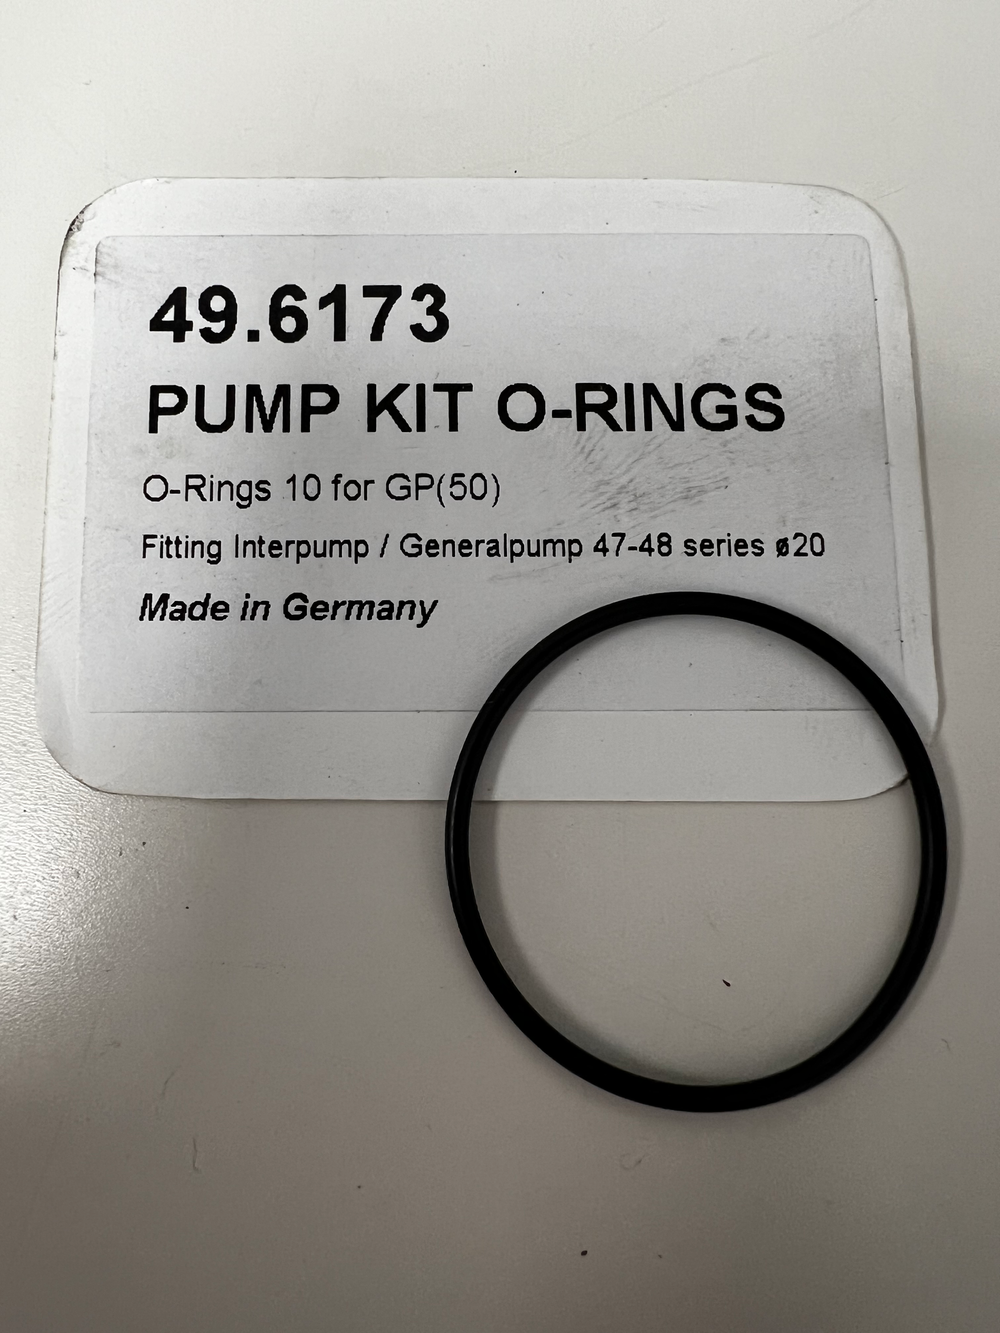 49.6173
PUMP KIT O-RINGS
O-Rings 10 for GP(50)
Fitting Interpump / Generalpump 47-48 series ø20
Made in Germany